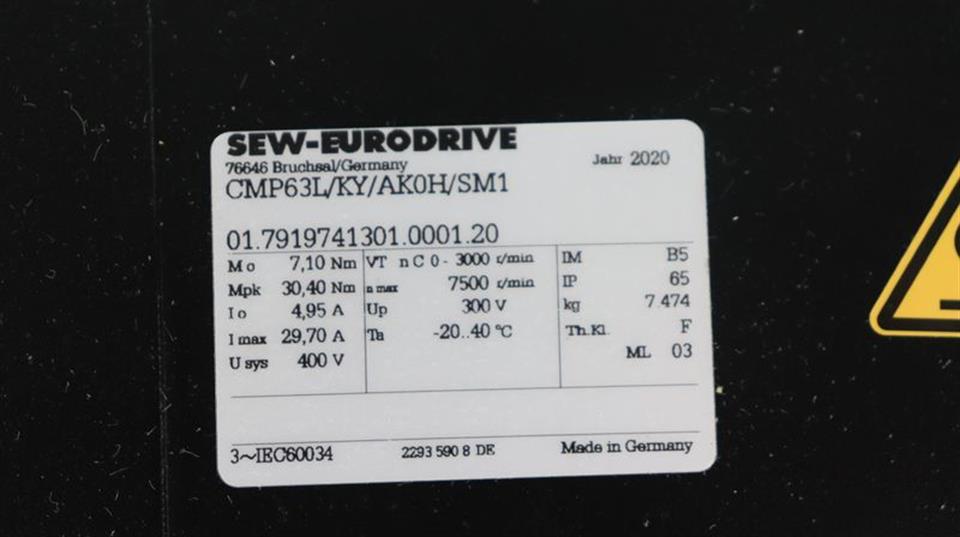 SEW-EURODRIVE
76646 Bruchsal/Germany Jahr 2020
CMP63L/KY/AK0H/SM1
01.7919741301.0001.20
Mo 7,10 Nm VT nC 0- 3000 r/min IM B5
Mpk 30,40 Nm n max 7500 r/min IP 65
Io 4,95 A Up 300 V kg 7 474
I max 29,70 A Ta -20..40 °C Th.Kl. F
U sys 400 V ML 03
3~IEC60034 2293 590 8 DE Made in Germany